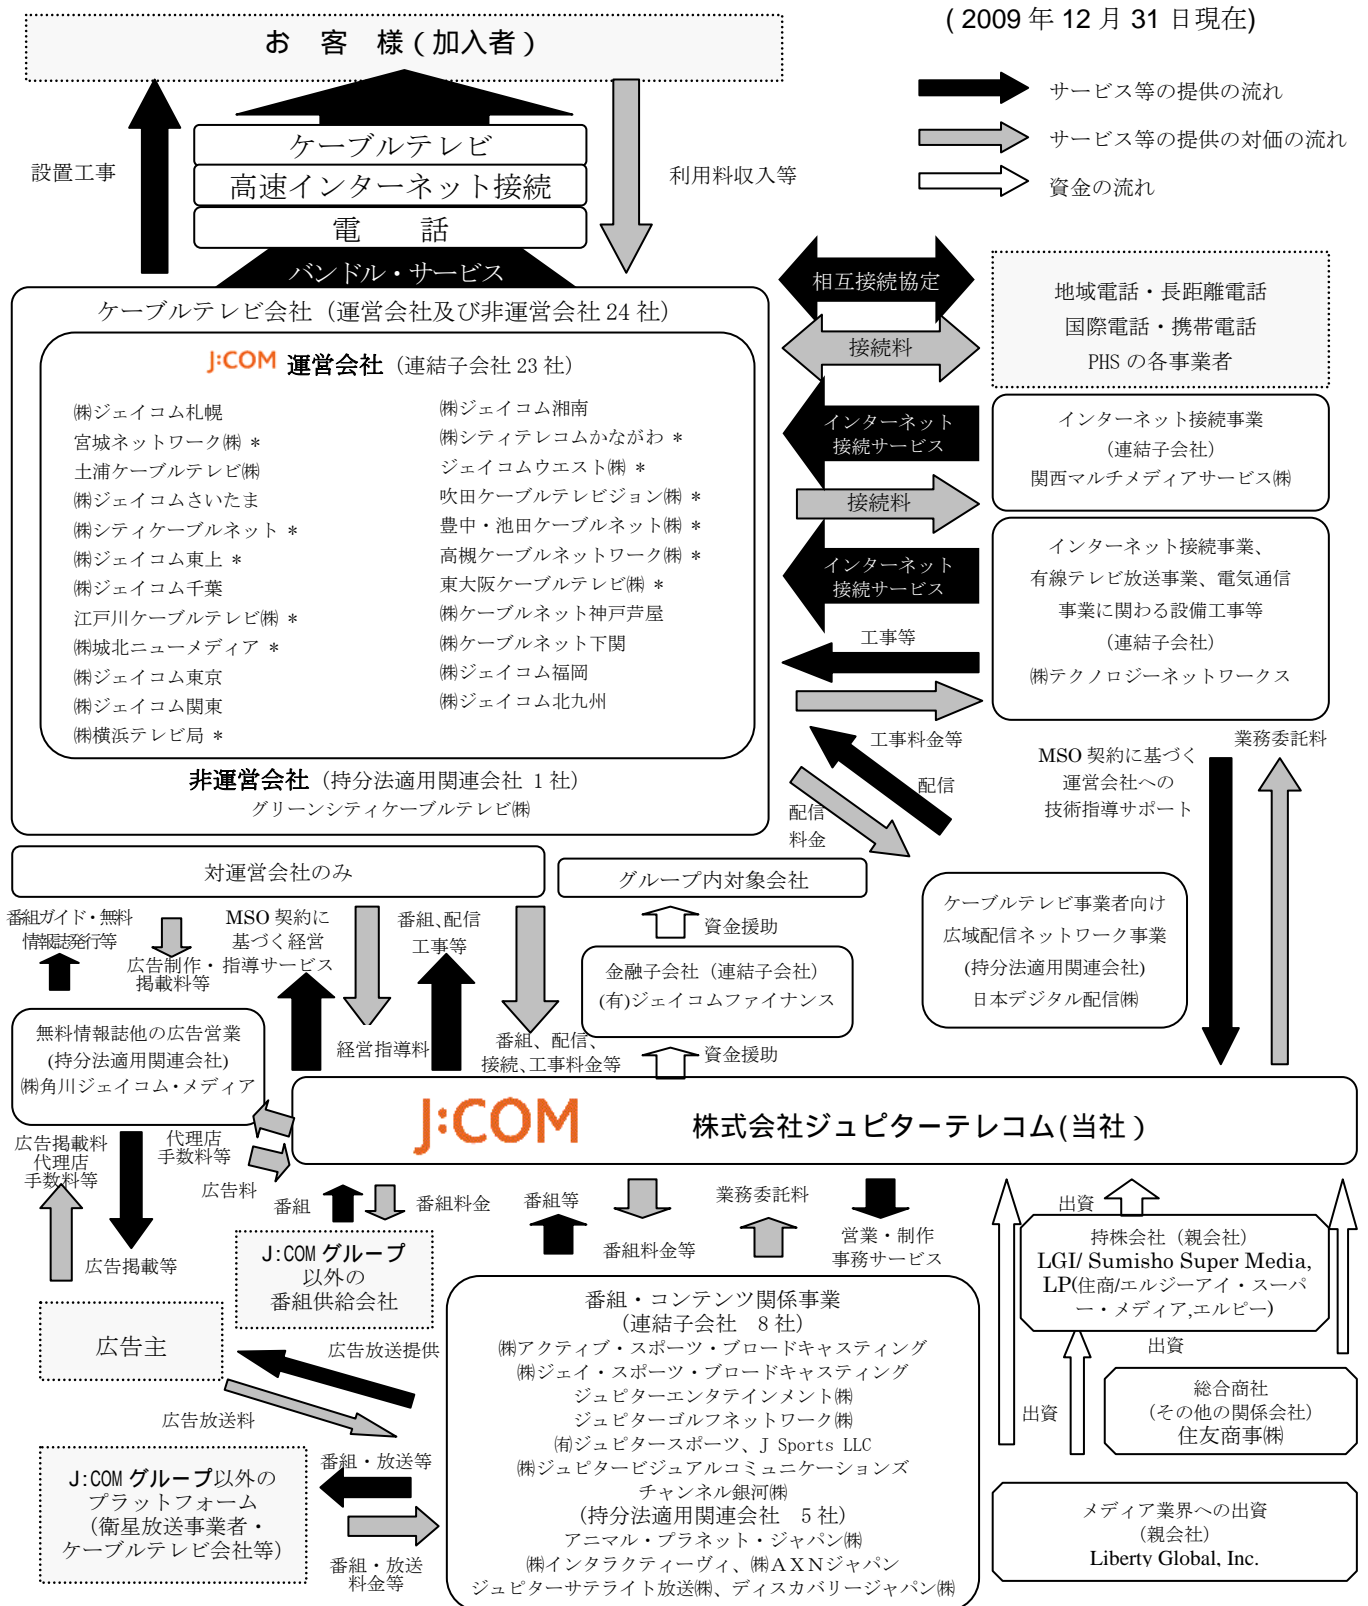 (2009年12月31日現在)
お 客 様(加入者)
サービス等の提供の流れ
サービス等の提供の対価の流れ
資金の流れ
設置工事
ケーブルテレビ
高速インターネット接続
電 話
バンドル・サービス
利用料収入等
ケーブルテレビ会社(運営会社及び非運営会社24社)
J:COM 運営会社(連結子会社23社)
㈱ジェイコム札幌
宮城ネットワーク㈱ *
土浦ケーブルテレビ㈱
㈱ジェイコムさいたま
㈱シティケーブルネット *
㈱ジェイコム東上 *
㈱ジェイコム千葉
江戸川ケーブルテレビ㈱ *
㈱城北ニューメディア *
㈱ジェイコム東京
㈱ジェイコム関東
㈱横浜テレビ局 *
㈱ジェイコム湘南
㈱シティテレコムかながわ *
ジェイコムウエスト㈱ *
吹田ケーブルテレビジョン㈱ *
豊中・池田ケーブルネット㈱ *
高槻ケーブルネットワーク㈱ *
東大阪ケーブルテレビ㈱ *
㈱ケーブルネット神戸芦屋
㈱ケーブルネット下関
㈱ジェイコム福岡
㈱ジェイコム北九州
非運営会社(持分法適用関連会社 1社)
グリーンシティケーブルテレビ㈱
相互接続協定
接続料
地域電話・長距離電話
国際電話・携帯電話
PHSの各事業者
インターネット
接続サービス
接続料
インターネット接続事業
(連結子会社)
関西マルチメディアサービス㈱
インターネット
接続サービス
工事等
工事料金等
インターネット接続事業、
有線テレビ放送事業、電気通信
事業に関わる設備工事等
(連結子会社)
㈱テクノロジーネットワークス
配信
配信
料金
MSO契約に基づく
運営会社への
技術指導サポート
業務委託料
ケーブルテレビ事業者向け
広域配信ネットワーク事業
(持分法適用関連会社)
日本デジタル配信㈱
対運営会社のみ
グループ内対象会社
番組ガイド・無料
情報誌発行等
広告制作・
掲載料等
MSO契約に
基づく経営
指導サービス
経営指導料
番組、配信
工事等
番組、配信、
接続、工事料金等
資金援助
金融子会社(連結子会社)
(有)ジェイコムファイナンス
資金援助
無料情報誌他の広告営業
(持分法適用関連会社)
㈱角川ジェイコム・メディア
J:COM 株式会社ジュピターテレコム(当社)
広告掲載料
代理店
手数料等
代理店
手数料等
広告料
広告掲載等
番組
番組料金
番組等
番組料金等
業務委託料
営業・制作
事務サービス
出資
J:COMグループ
以外の
番組供給会社
持株会社(親会社)
LGI/ Sumisho Super Media,
LP(住商/エルジーアイ・スーパ
ー・メディア,エルピー)
出資
出資
広告主
広告放送提供
広告放送料
番組・コンテンツ関係事業
(連結子会社 8社)
㈱アクティブ・スポーツ・ブロードキャスティング
㈱ジェイ・スポーツ・ブロードキャスティング
ジュピターエンタテインメント㈱
ジュピターゴルフネットワーク㈱
㈲ジュピタースポーツ、J Sports LLC
㈱ジュピタービジュアルコミュニケーションズ
チャンネル銀河㈱
(持分法適用関連会社 5社)
アニマル・プラネット・ジャパン㈱
㈱インタラクティーヴィ、㈱AXNジャパン
ジュピターサテライト放送㈱、ディスカバリージャパン㈱
総合商社
(その他の関係会社)
住友商事㈱
J:COMグループ以外の
プラットフォーム
(衛星放送事業者・
ケーブルテレビ会社等)
番組・放送等
番組・放送
料金等
メディア業界への出資
(親会社)
Liberty Global, Inc.